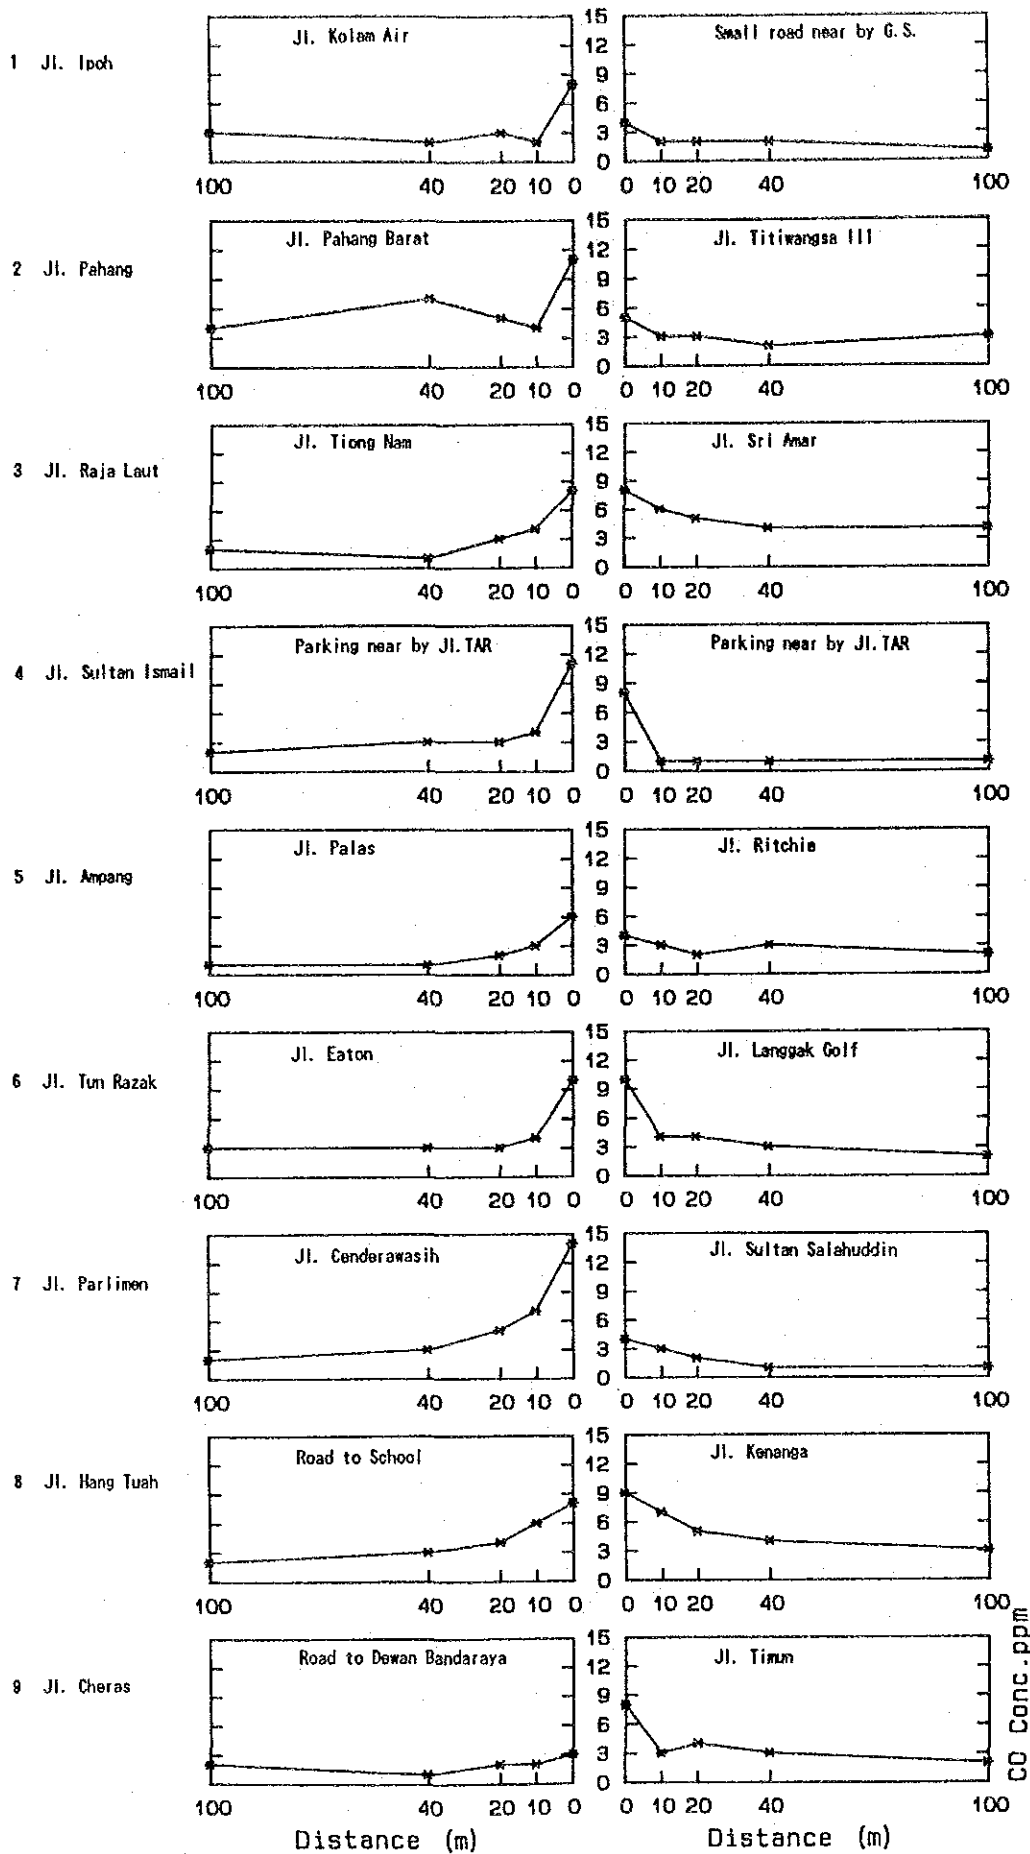 Jl. Kolam Air 15 Small road near by G.S.
12
1 Jl. Ipoh 9
6
3
0
100 40 20 10 0 0 10 20 40 100
Jl. Pahang Barat 15 Jl. Titiwangsa III
12
2 Jl. Pahang 9
6
3
0
100 40 20 10 0 0 10 20 40 100
Jl. Tiong Nam 15 Jl. Sri Amar
12
3 Jl. Raja Laut 9
6
3
0
100 40 20 10 0 0 10 20 40 100
Parking near by Jl.TAR 15 Parking near by Jl.TAR
12
4 Jl. Sultan Ismail 9
6
3
0
100 40 20 10 0 0 10 20 40 100
Jl. Palas 15 Jl. Ritchie
12
5 Jl. Ampang 9
6
3
0
100 40 20 10 0 0 10 20 40 100
Jl. Eaton 15 Jl. Langgak Golf
12
6 Jl. Tun Razak 9
6
3
0
100 40 20 10 0 0 10 20 40 100
Jl. Cenderawasih 15 Jl. Sultan Salahuddin
12
7 Jl. Parlimen 9
6
3
0
100 40 20 10 0 0 10 20 40 100
Road to School 15 Jl. Kenanga
12
8 Jl. Hang Tuah 9
6
3
0
100 40 20 10 0 0 10 20 40 100
Road to Dewan Bandaraya 15 Jl. Timun
12
9 Jl. Cheras 9
6
3
0
100 40 20 10 0 0 10 20 40 100
Distance (m) Distance (m)
CO Conc.ppm